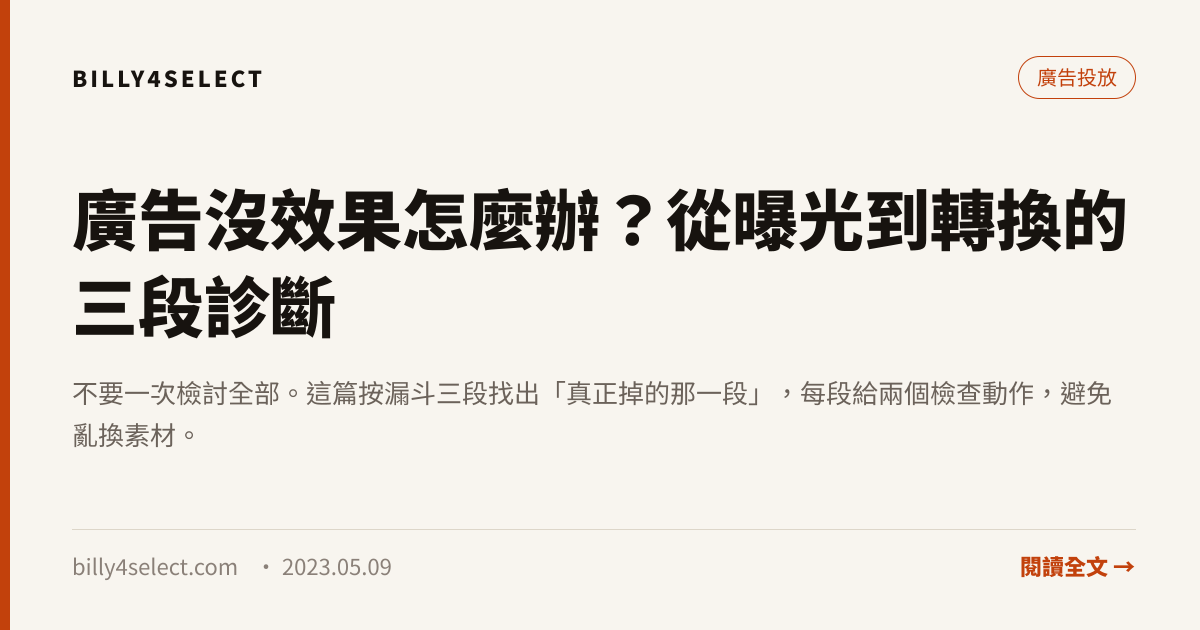 BILLY4SELECT
廣告投放
廣告沒效果怎麼辦？從曝光到轉換的
三段診斷
不要一次檢討全部。這篇按漏斗三段找出「真正掉的那一段」，每段給兩個檢查動作，避免
亂換素材。
billy4select.com ・ 2023.05.09
閱讀全文 →